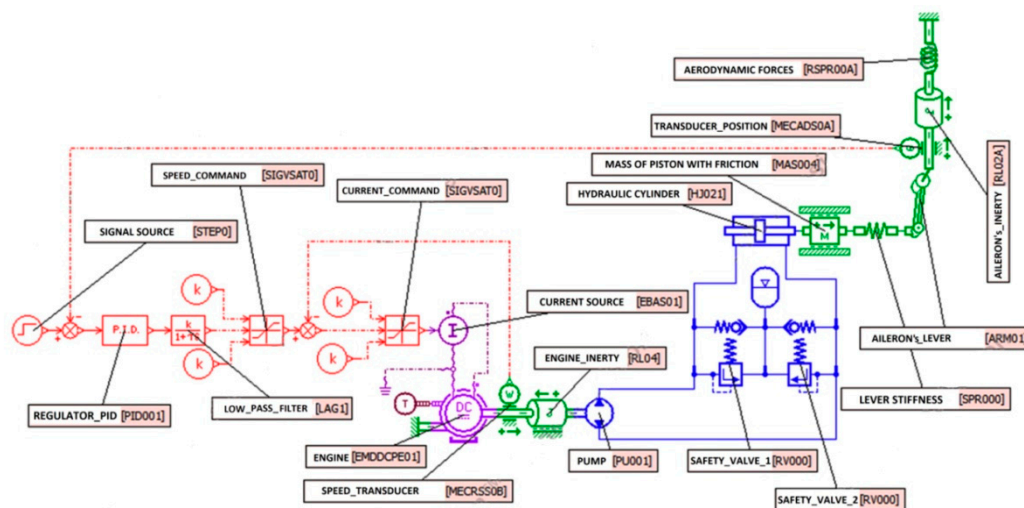 AERODYNAMIC FORCES [RSPR00A]
TRANSDUCER_POSITION [MECADS0A]
MASS OF PISTON WITH FRICTION [MAS004]
SPEED_COMMAND [SIGVSAT0]
CURRENT_COMMAND [SIGVSAT0]
HYDRAULIC CYLINDER [HJ021]
AILERON's_INERTY [RL02A]
SIGNAL SOURCE [STEP0]
M
k
k
CURRENT SOURCE [EBAS01]
P.I.D.
k
1+Ts
k
k
ENGINE_INERTY [RL04]
AILERON's_LEVER [ARM01]
T
DC
W
REGULATOR_PID [PID001]
LOW_PASS_FILTER [LAG1]
LEVER STIFFNESS [SPR000]
ENGINE [EMDDCPE01]
PUMP [PU001]
SAFETY_VALVE_1 [RV000]
SPEED_TRANSDUCER [MECRSS0B]
SAFETY_VALVE_2 [RV000]